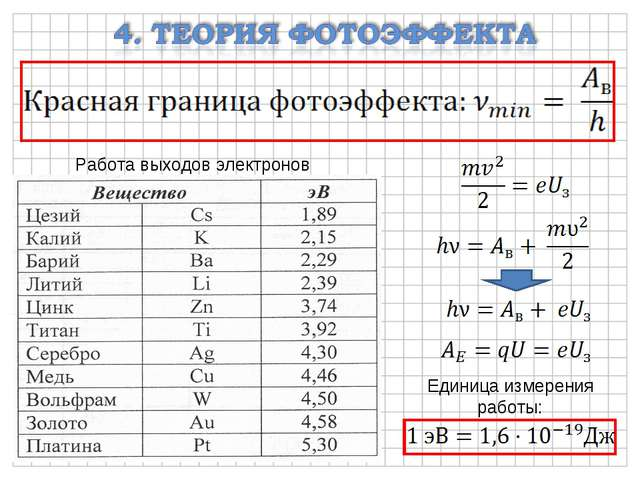 4. ТЕОРИЯ ФОТОЭФФЕКТА
Красная граница фотоэффекта: ν_min = A_в/h
Работа выходов электронов
Вещество эВ
Цезий Cs 1,89
Калий K 2,15
Барий Ba 2,29
Литий Li 2,39
Цинк Zn 3,74
Титан Ti 3,92
Серебро Ag 4,30
Медь Cu 4,46
Вольфрам W 4,50
Золото Au 4,58
Платина Pt 5,30
mv²/2 = eU_з
hν = A_в + mυ²/2
hν = A_в + eU_з
A_E = qU = eU_з
Единица измерения
работы:
1 эВ = 1,6 · 10⁻¹⁹Дж